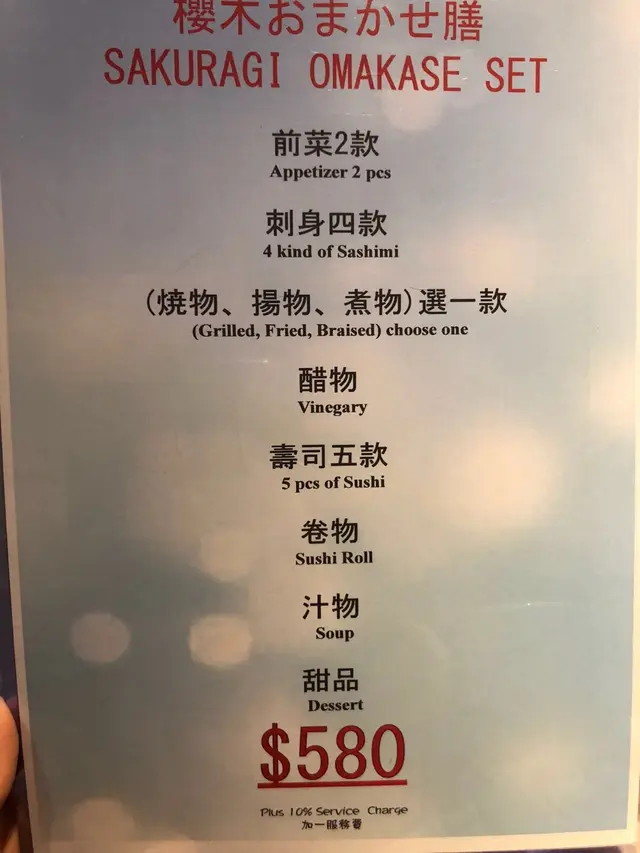 櫻木おまかせ膳
SAKURAGI OMAKASE SET
前菜2款
Appetizer 2 pcs
刺身四款
4 kind of Sashimi
(燒物、揚物、煮物)選一款
(Grilled, Fried, Braised) choose one
醋物
Vinegary
壽司五款
5 pcs of Sushi
卷物
Sushi Roll
汁物
Soup
甜品
Dessert
$580
Plus 10% Service Charge
加一服務費